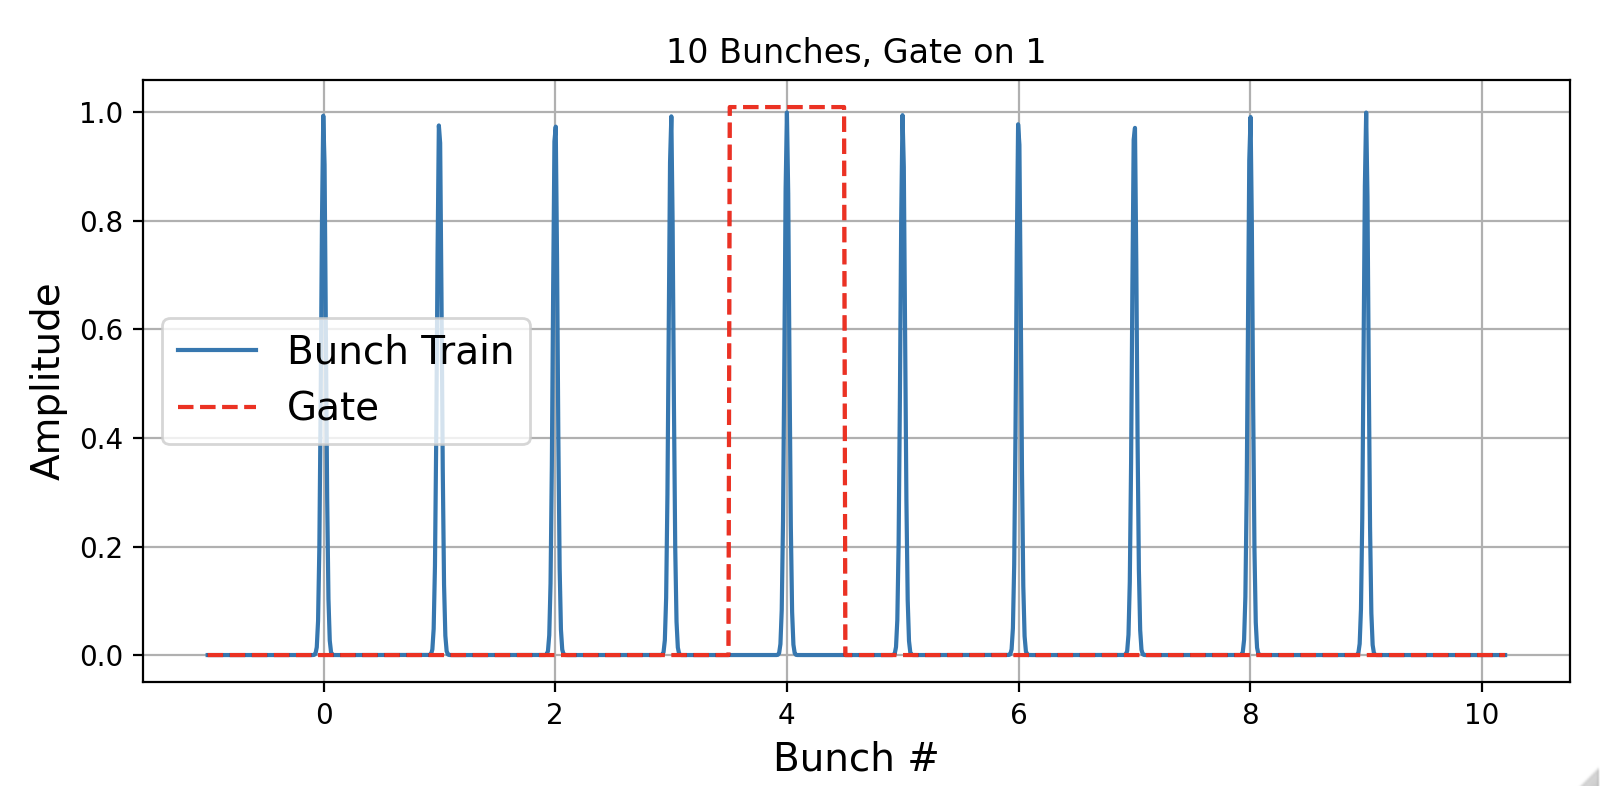 10 Bunches, Gate on 1
1.0
0.8
0.6
0.4
0.2
0.0
Amplitude
Bunch Train
Gate
0 2 4 6 8 10
Bunch #